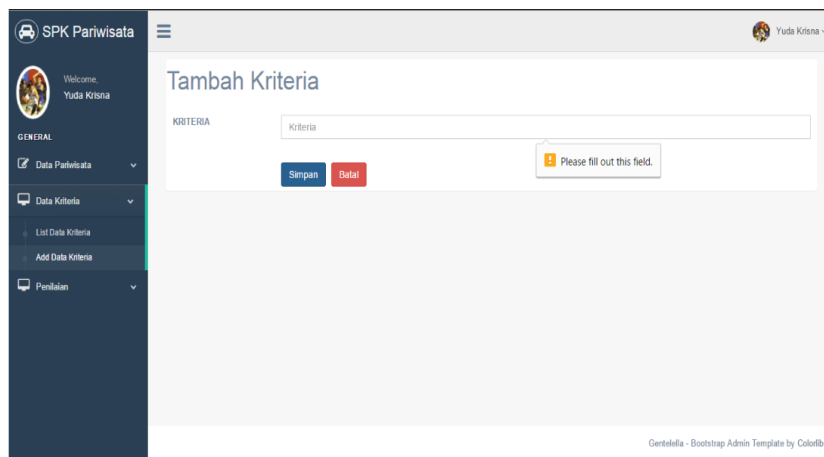 SPK Pariwisata
Yuda Krisna
Welcome,
Yuda Krisna
GENERAL
Data Pariwisata
Data Kriteria
List Data Kriteria
Add Data Kriteria
Penilaian
Tambah Kriteria
KRITERIA
Kriteria
Please fill out this field.
Simpan
Batal
Gentelella - Bootstrap Admin Template by Colorlib